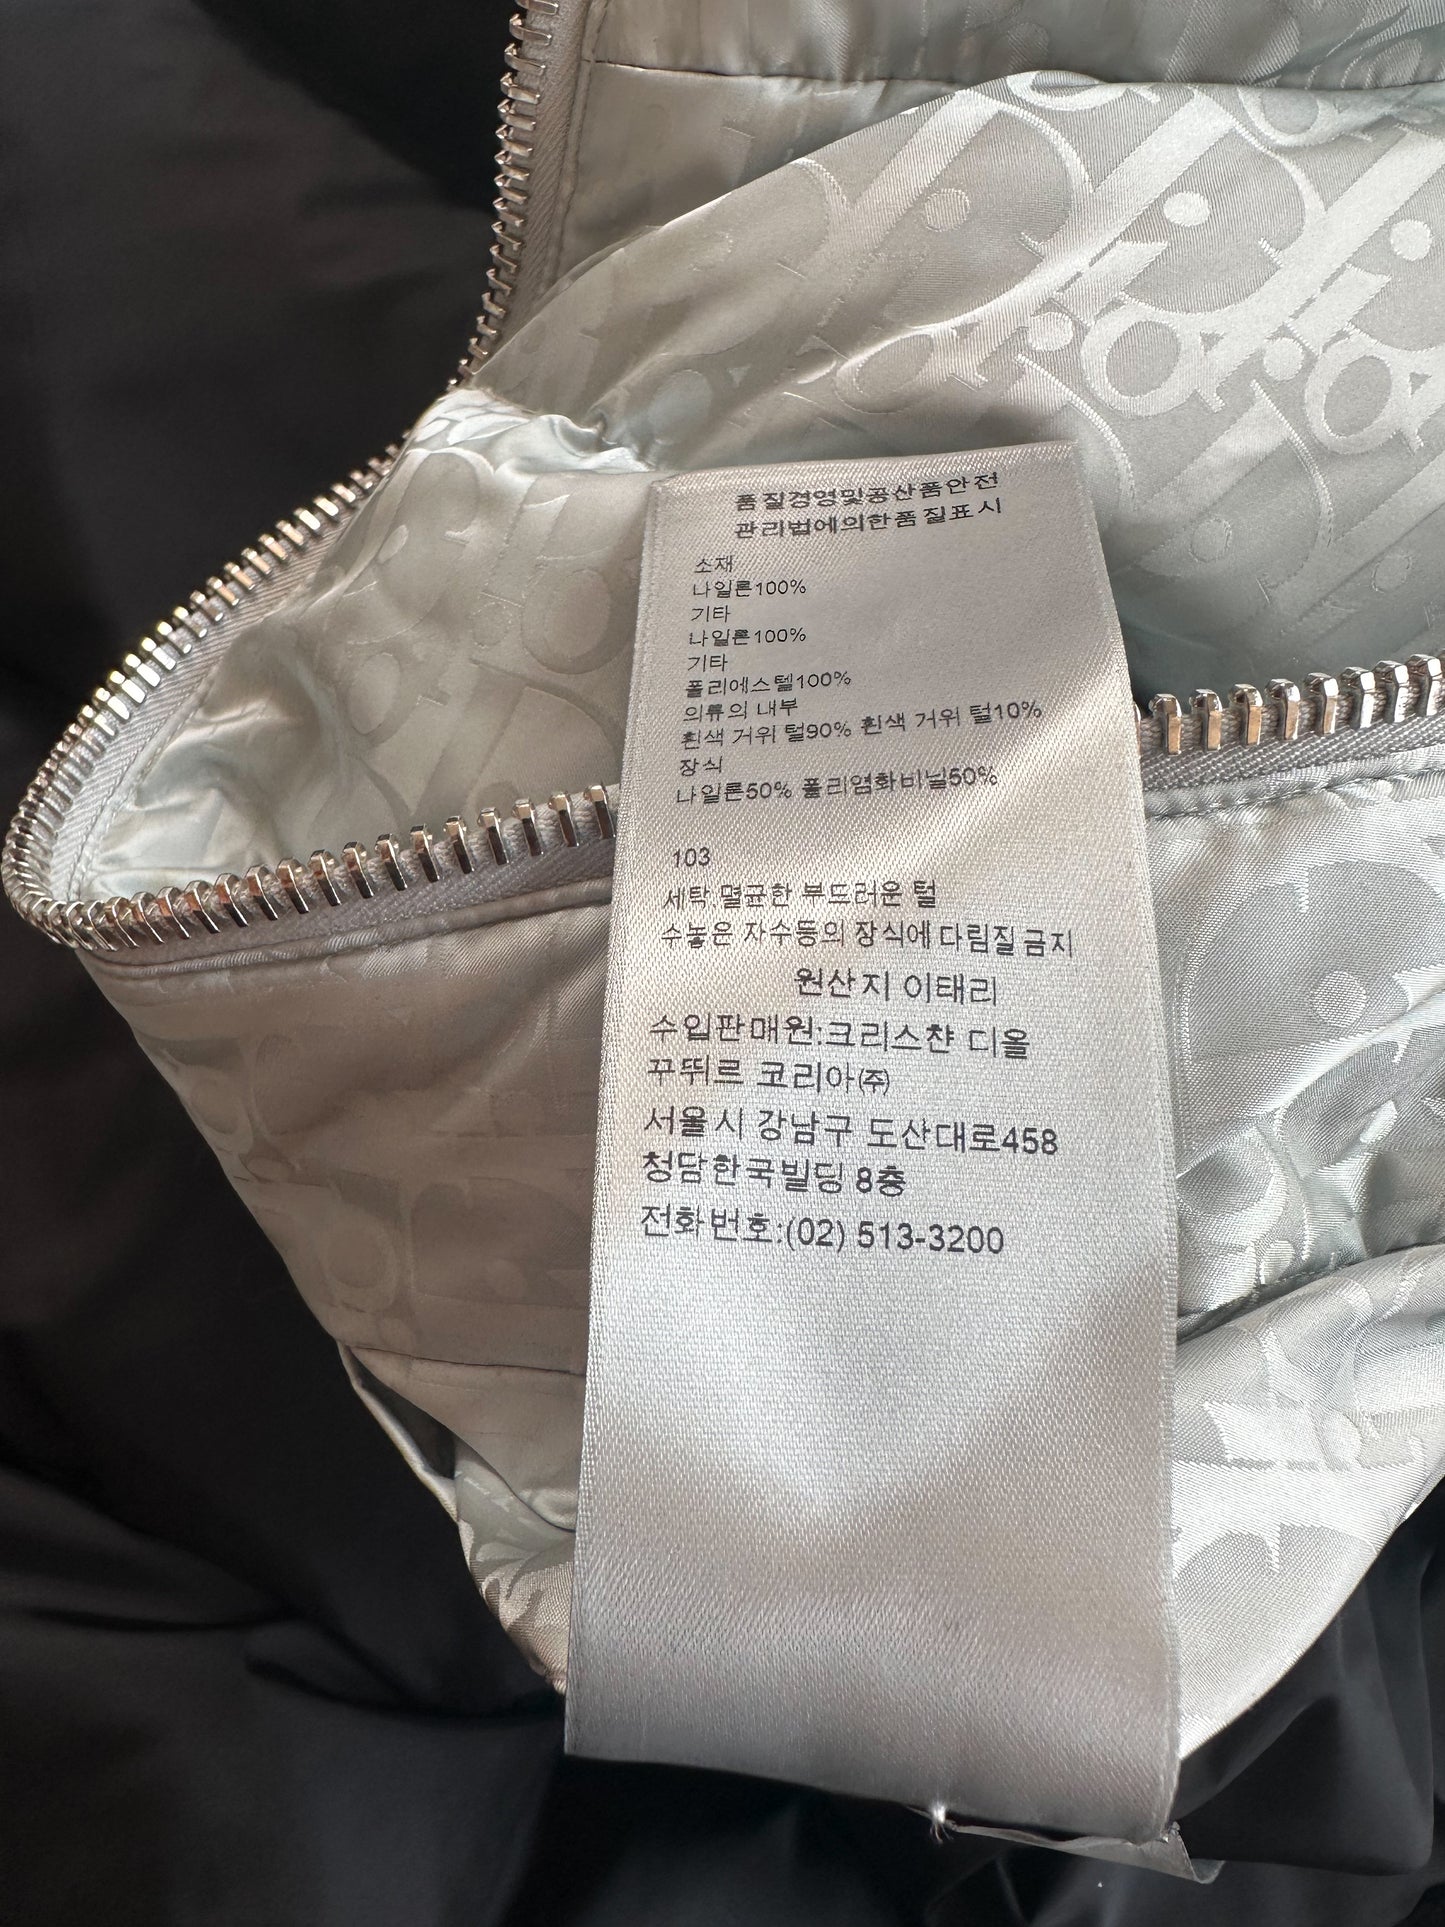 품질경영및공산품안전
관리법에의한품질표시
소재
나일론100%
기타
나일론100%
기타
폴리에스텔100%
의류의 내부
흰색 거위 털90% 흰색 거위 털10%
장식
나일론50% 폴리염화비닐50%
103
세탁.멸균한 부드러운 털
수놓은 자수등의 장식에 다림질금지
원산지 이태리
수입판매원:크리스챤 디올
꾸뛰르 코리아㈜
서울시 강남구 도산대로458
청담한국빌딩 8층
전화번호:(02) 513-3200
Dior